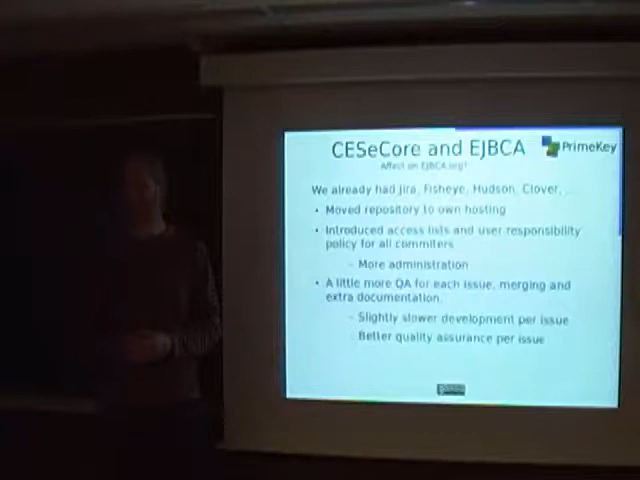 CESeCore and EJBCA
PrimeKey
Affect on EJBCA.org?
We already had Jira, Fisheye, Hudson, Clover, ...
• Moved repository to own hosting
• Introduced access lists and user responsibility
policy for all commiters
– More administration
• A little more QA for each issue, merging and
extra documentation.
– Slightly slower development per issue
– Better quality assurance per issue